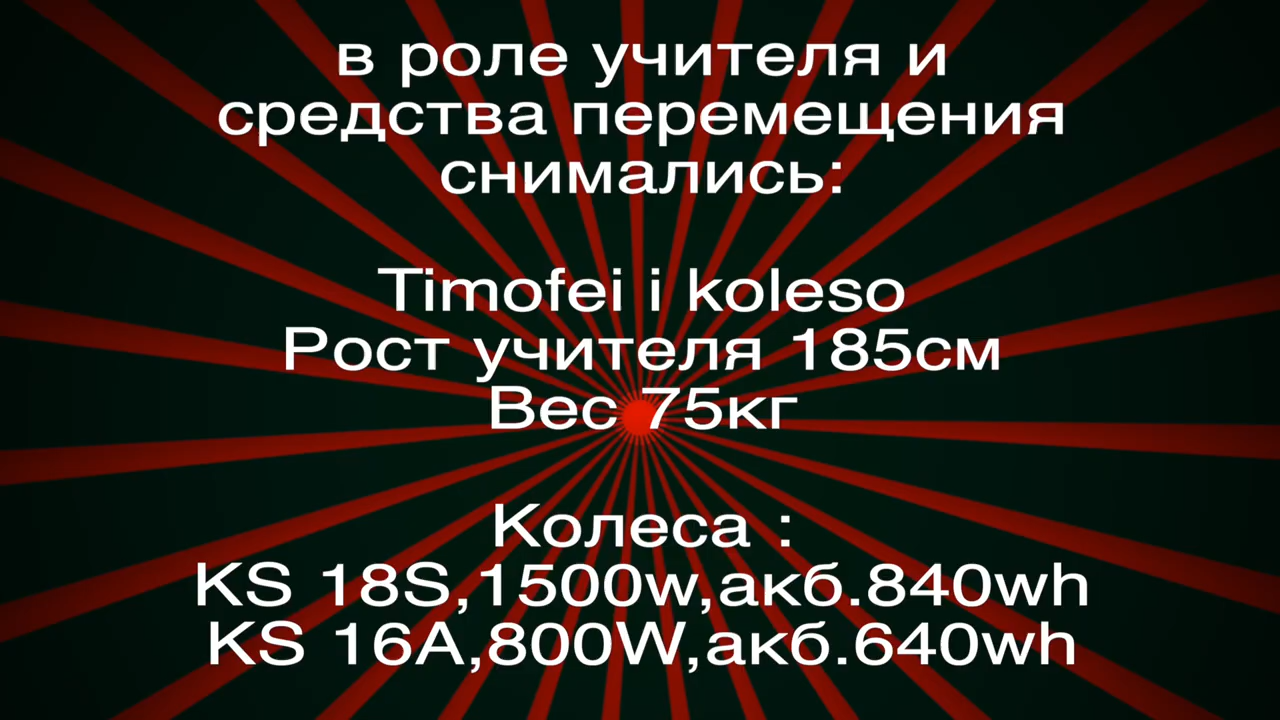 в роле учителя и
средства перемещения
снимались:
Timofei i koleso
Рост учителя 185см
Вес 75кг
Колеса :
KS 18S,1500w,акб.840wh
KS 16A,800W,акб.640wh